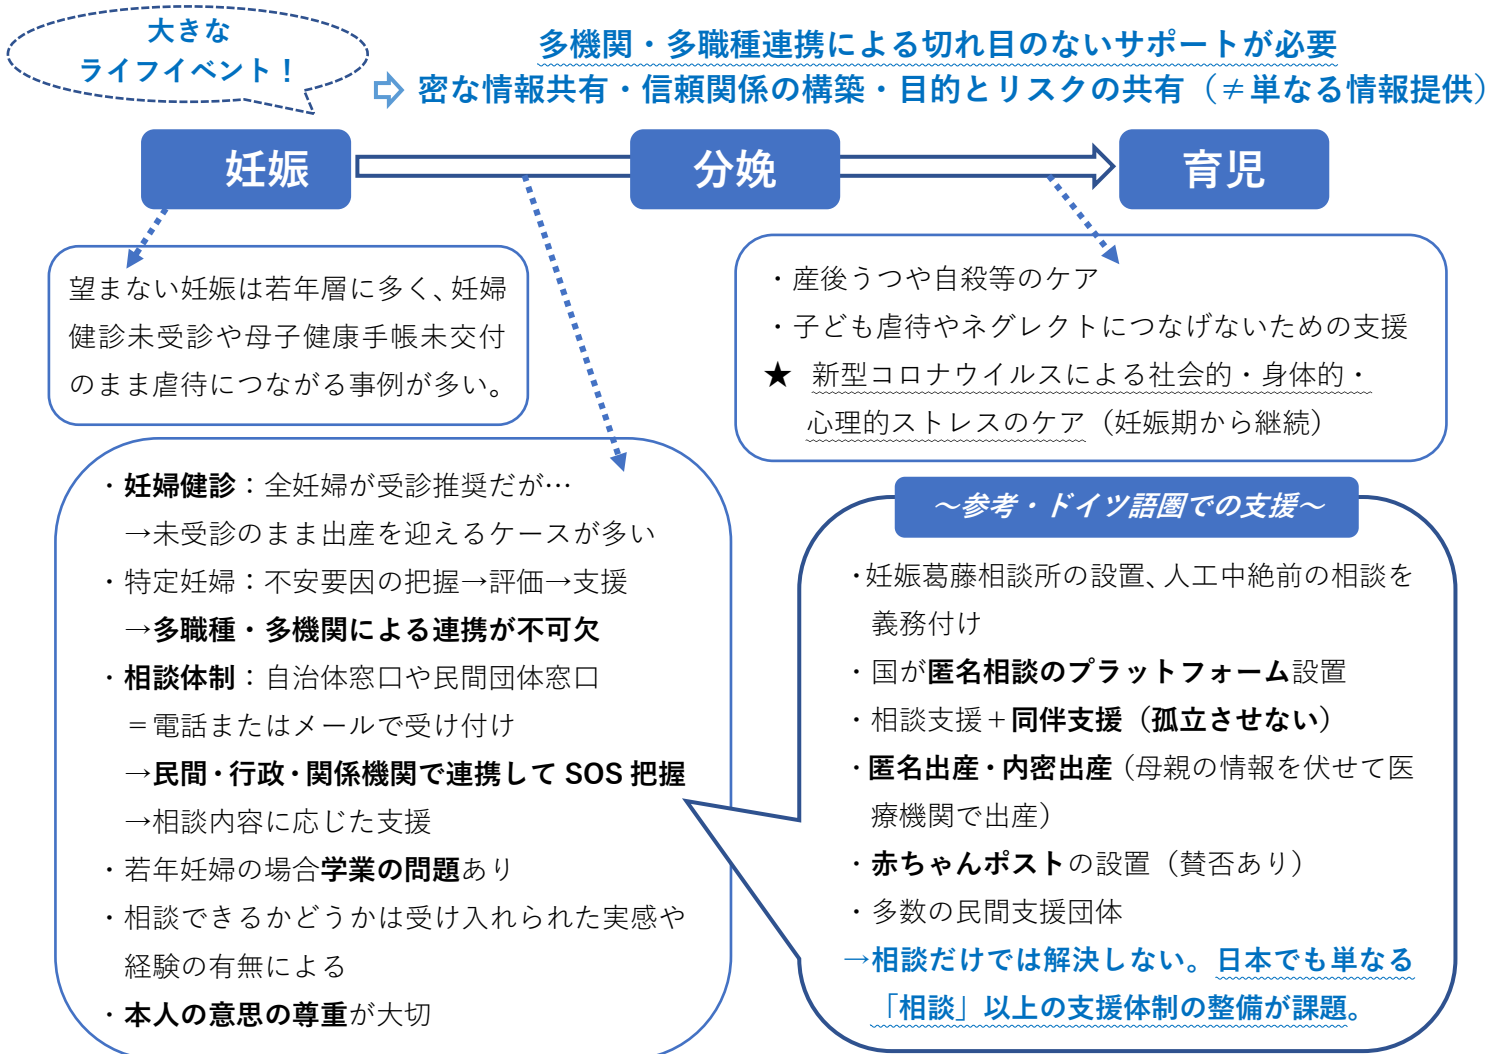 大きな
ライフイベント！
多機関・多職種連携による切れ目のないサポートが必要
密な情報共有・信頼関係の構築・目的とリスクの共有（≠単なる情報提供）
妊娠
分娩
育児
望まない妊娠は若年層に多く、妊婦
健診未受診や母子健康手帳未交付
のまま虐待につながる事例が多い。
・産後うつや自殺等のケア
・子ども虐待やネグレクトにつなげないための支援
★ 新型コロナウイルスによる社会的・身体的・
心理的ストレスのケア（妊娠期から継続）
・妊婦健診：全妊婦が受診推奨だが…
→未受診のまま出産を迎えるケースが多い
・特定妊婦：不安要因の把握→評価→支援
→多職種・多機関による連携が不可欠
・相談体制：自治体窓口や民間団体窓口
＝電話またはメールで受け付け
→民間・行政・関係機関で連携して SOS 把握
→相談内容に応じた支援
・若年妊婦の場合学業の問題あり
・相談できるかどうかは受け入れられた実感や
経験の有無による
・本人の意思の尊重が大切
～参考・ドイツ語圏での支援～
・妊娠葛藤相談所の設置、人工中絶前の相談を
義務付け
・国が匿名相談のプラットフォーム設置
・相談支援＋同伴支援（孤立させない）
・匿名出産・内密出産（母親の情報を伏せて医
療機関で出産）
・赤ちゃんポストの設置（賛否あり）
・多数の民間支援団体
→相談だけでは解決しない。日本でも単なる
「相談」以上の支援体制の整備が課題。